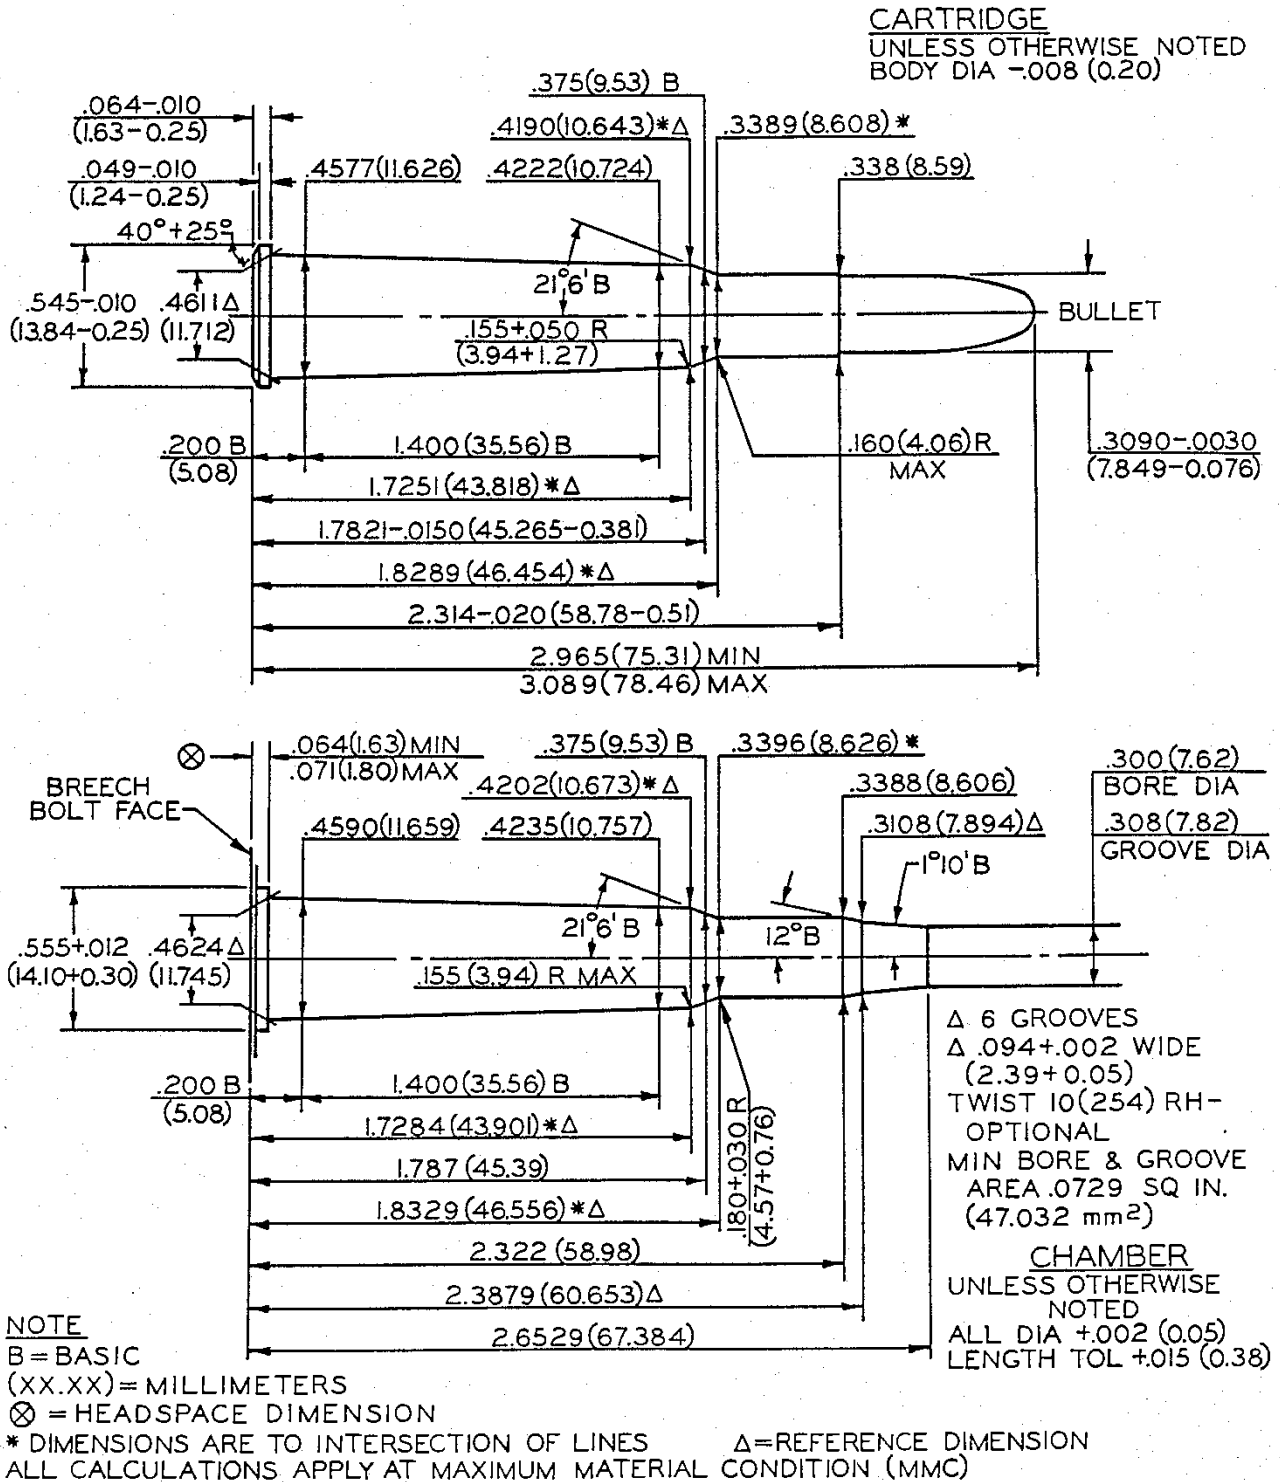 CARTRIDGE
UNLESS OTHERWISE NOTED
BODY DIA -.008 (0.20)
.375(9.53) B
.064-.010
(1.63-0.25)
.4190(10.643)*Δ
.3389(8.608)*
.049-.010
(1.24-0.25)
.4577(11.626)
.4222(10.724)
.338(8.59)
40°+25°
21°6' B
.545-.010
(13.84-0.25)
.4611Δ
(11.712)
BULLET
.155+.050 R
(3.94+1.27)
.200 B
(5.08)
1.400(35.56) B
.160(4.06)R
MAX
.3090-.0030
(7.849-0.076)
1.7251(43.818)*Δ
1.7821-.0150(45.265-0.381)
1.8289(46.454)*Δ
2.314-.020(58.78-0.51)
2.965(75.31)MIN
3.089(78.46)MAX
⊗
.064(1.63)MIN
.071(1.80)MAX
.375(9.53) B
.3396(8.626)*
.300(7.62)
BORE DIA
BREECH
BOLT FACE
.4202(10.673)*Δ
.3388(8.606)
.4590(11.659)
.4235(10.757)
.3108(7.894)Δ
.308(7.82)
GROOVE DIA
1°10' B
21°6' B
12°B
.555+.012
(14.10+0.30)
.4624Δ
(11.745)
.155(3.94) R MAX
Δ 6 GROOVES
Δ .094+.002 WIDE
(2.39+0.05)
TWIST 10(254) RH-
OPTIONAL
MIN BORE & GROOVE
AREA .0729 SQ IN.
(47.032 mm²)
.200 B
(5.08)
1.400(35.56) B
1.7284(43.901)*Δ
1.787(45.39)
.180+.030 R
(4.57+0.76)
1.8329(46.556)*Δ
2.322(58.98)
2.3879(60.653)Δ
2.6529(67.384)
CHAMBER
UNLESS OTHERWISE
NOTED
ALL DIA +.002 (0.05)
LENGTH TOL +.015 (0.38)
NOTE
B=BASIC
(XX.XX)=MILLIMETERS
⊗ =HEADSPACE DIMENSION
* DIMENSIONS ARE TO INTERSECTION OF LINES Δ=REFERENCE DIMENSION
ALL CALCULATIONS APPLY AT MAXIMUM MATERIAL CONDITION (MMC)